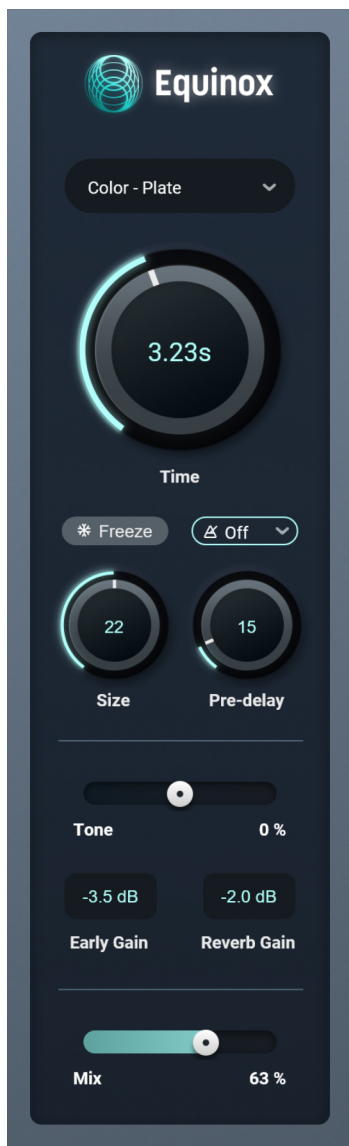 Equinox
Color - Plate
3.23s
Time
Freeze
Off
22
15
Size
Pre-delay
Tone
0 %
-3.5 dB
-2.0 dB
Early Gain
Reverb Gain
Mix
63 %